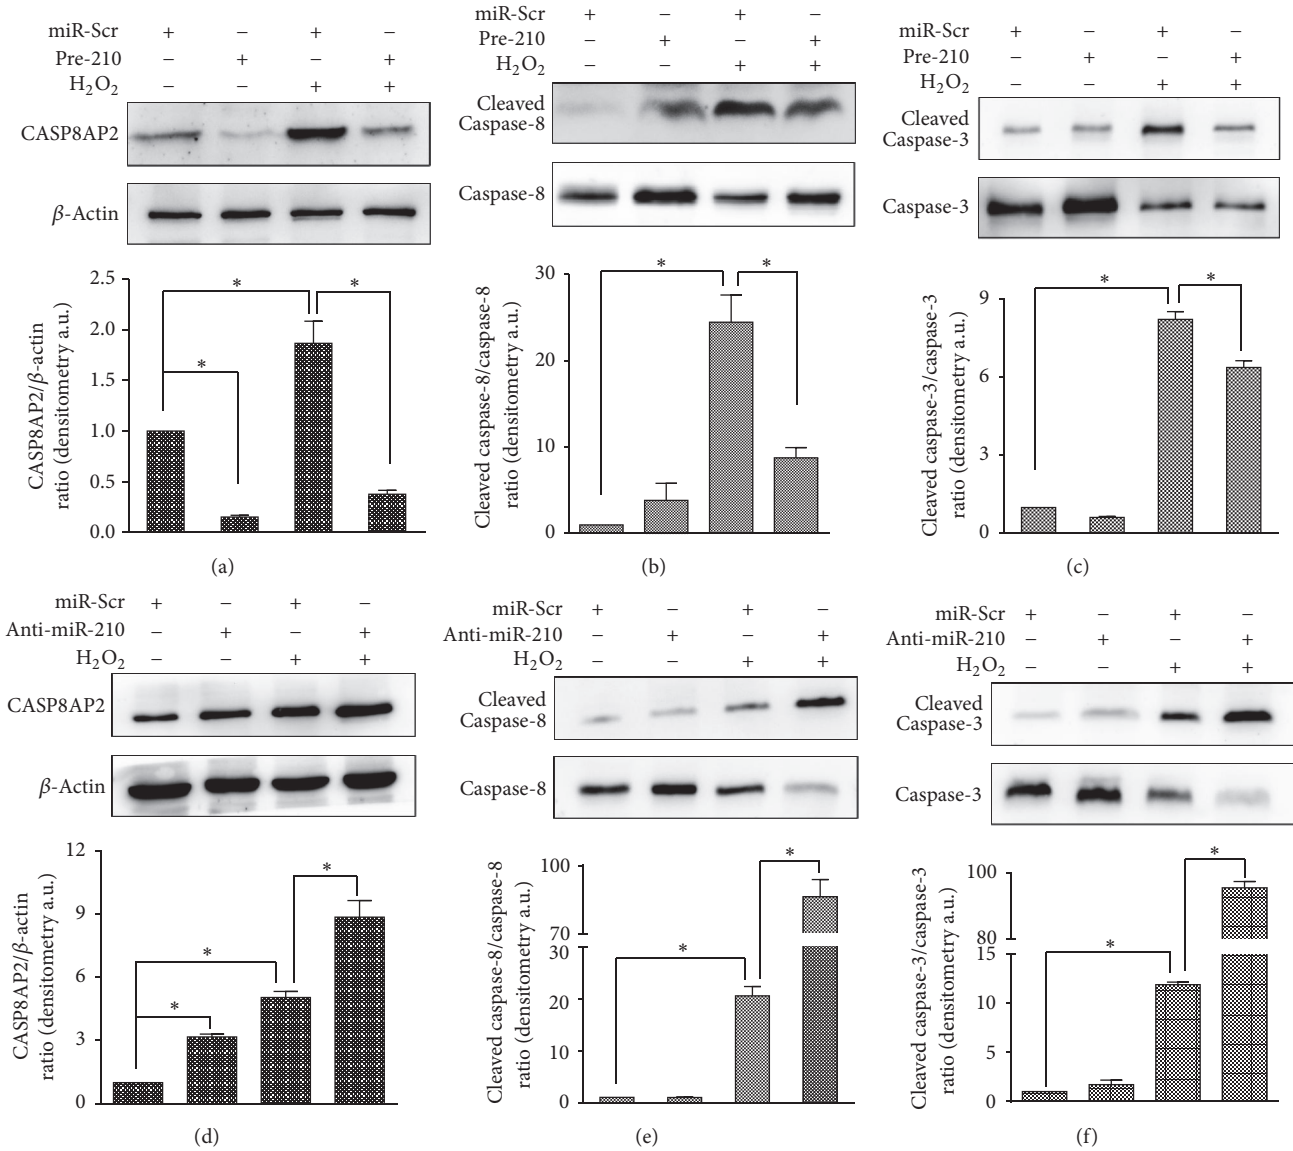 miR-Scr + − + −
Pre-210 − + − +
H₂O₂ − − + +
CASP8AP2
β-Actin
CASP8AP2/β-actin
ratio (densitometry a.u.)
2.5
2.0
1.5
1.0
0.5
0.0
*
*
*
(a)
miR-Scr + − + −
Pre-210 − + − +
H₂O₂ − − + +
Cleaved
Caspase-8
Caspase-8
Cleaved caspase-8/caspase-8
ratio (densitometry a.u.)
30
20
10
0
*
*
(b)
miR-Scr + − + −
Pre-210 − + − +
H₂O₂ − − + +
Cleaved
Caspase-3
Caspase-3
Cleaved caspase-3/caspase-3
ratio (densitometry a.u.)
9
6
3
0
*
*
(c)
miR-Scr + − + −
Anti-miR-210 − + − +
H₂O₂ − − + +
CASP8AP2
β-Actin
CASP8AP2/β-actin
ratio (densitometry a.u.)
12
9
6
3
0
*
*
*
(d)
miR-Scr + − + −
Anti-miR-210 − + − +
H₂O₂ − − + +
Cleaved
Caspase-8
Caspase-8
Cleaved caspase-8/caspase-8
ratio (densitometry a.u.)
100
70
30
20
10
0
*
*
(e)
miR-Scr + − + −
Anti-miR-210 − + − +
H₂O₂ − − + +
Cleaved
Caspase-3
Caspase-3
Cleaved caspase-3/caspase-3
ratio (densitometry a.u.)
100
80
15
10
5
0
*
*
(f)